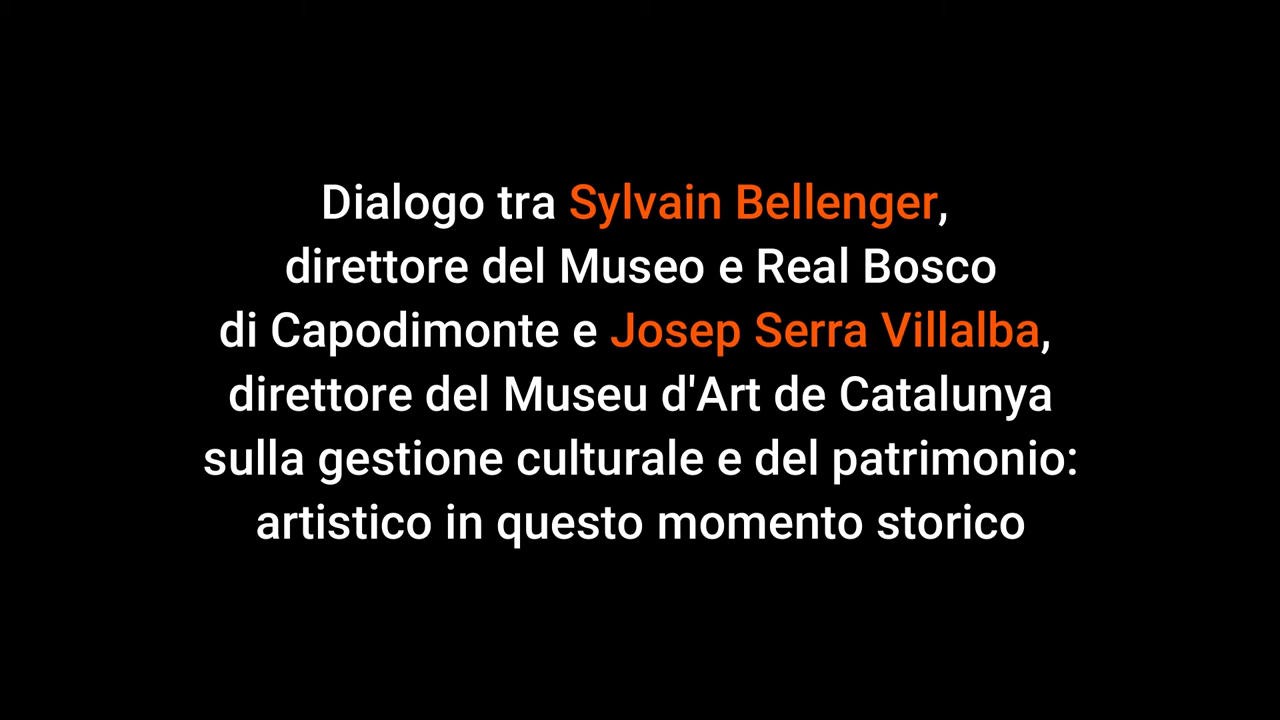 Dialogo tra Sylvain Bellenger,
direttore del Museo e Real Bosco
di Capodimonte e Josep Serra Villalba,
direttore del Museu d'Art de Catalunya
sulla gestione culturale e del patrimonio:
artistico in questo momento storico